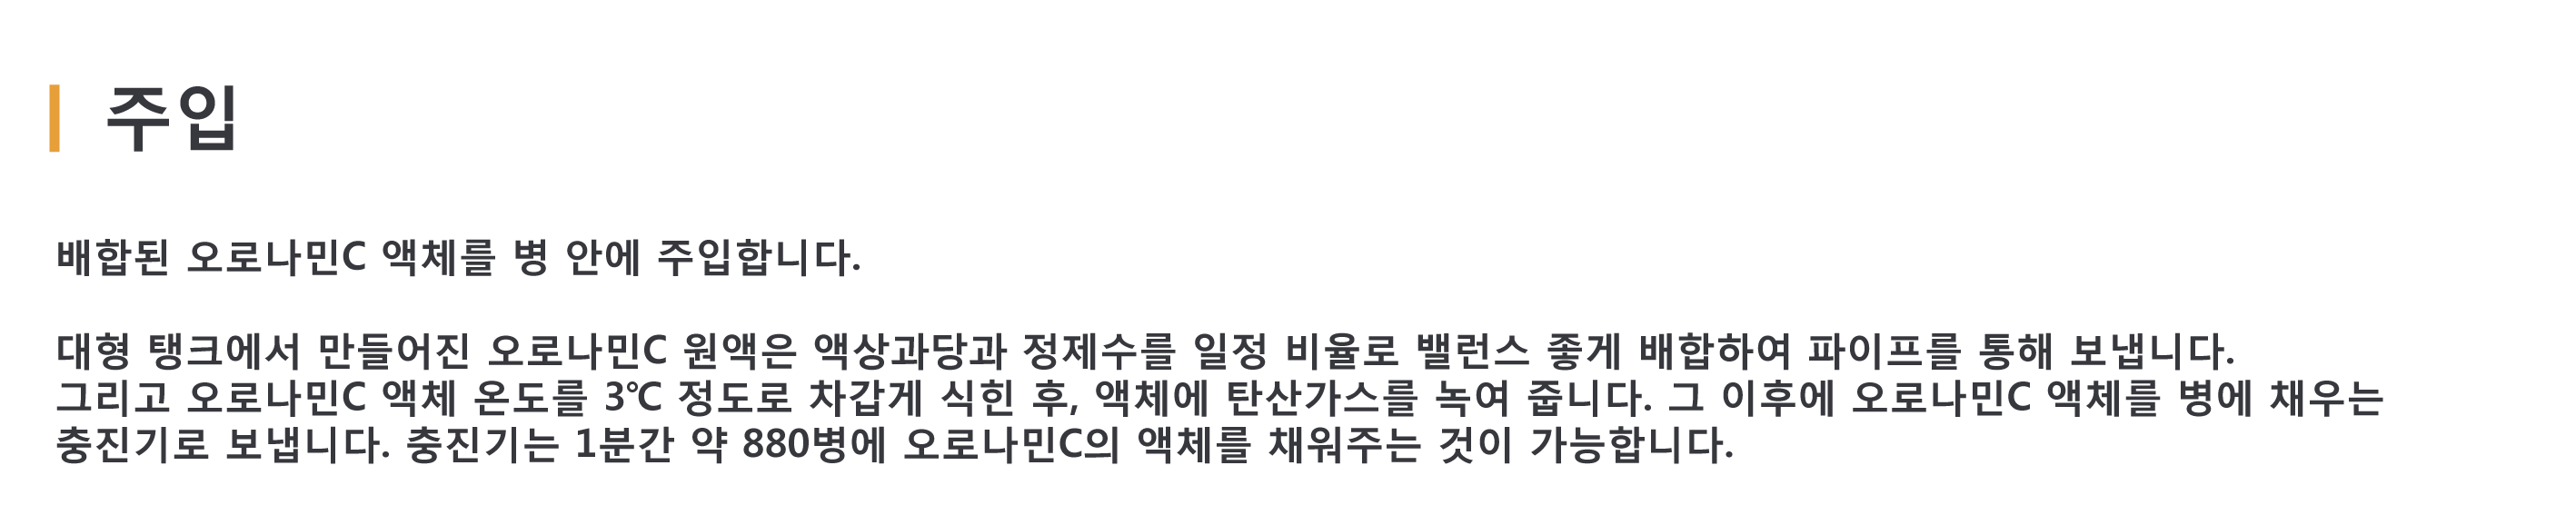 주입
배합된 오로나민C 액체를 병 안에 주입합니다.
대형 탱크에서 만들어진 오로나민C 원액은 액상과당과 정제수를 일정 비율로 밸런스 좋게 배합하여 파이프를 통해 보냅니다.
그리고 오로나민C 액체 온도를 3℃ 정도로 차갑게 식힌 후, 액체에 탄산가스를 녹여 줍니다. 그 이후에 오로나민C 액체를 병에 채우는
충진기로 보냅니다. 충진기는 1분간 약 880병에 오로나민C의 액체를 채워주는 것이 가능합니다.